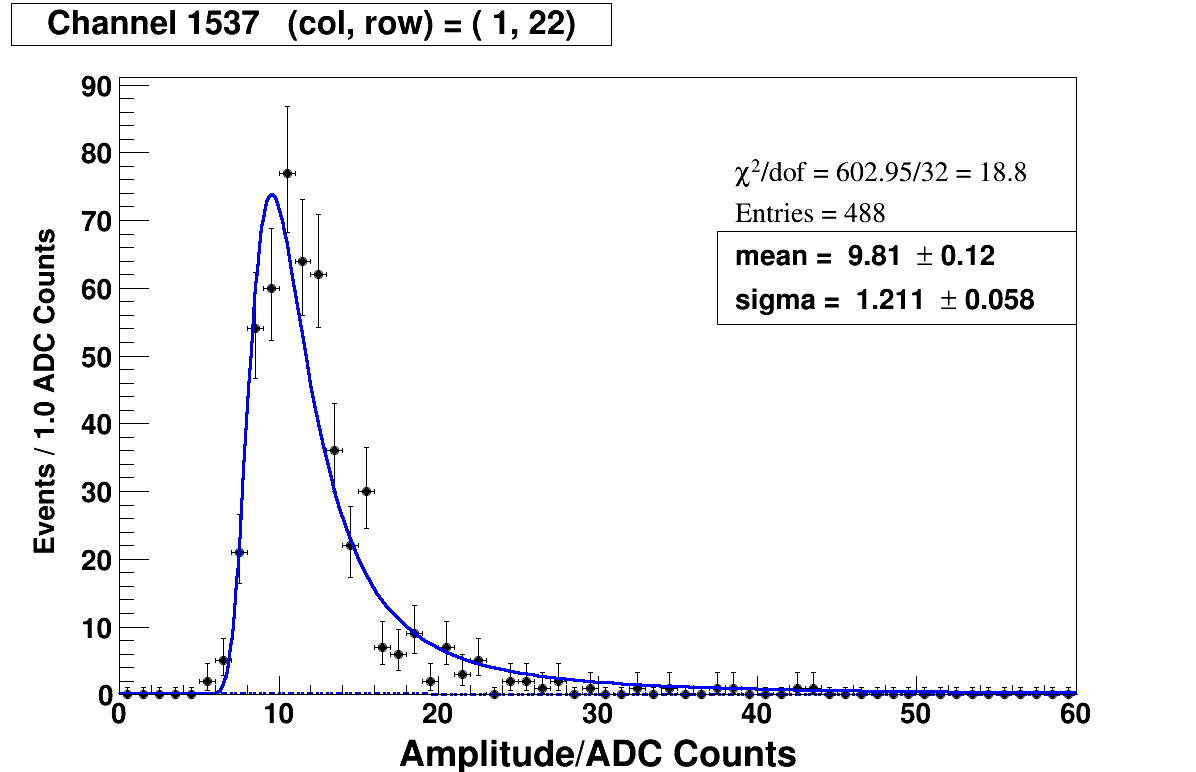 Channel 1537 (col, row) = ( 1, 22)
90
80
70
60
50
40
30
20
10
0
Events / 1.0 ADC Counts
χ²/dof = 602.95/32 = 18.8
Entries = 488
mean = 9.81 ± 0.12
sigma = 1.211 ± 0.058
0 10 20 30 40 50 60
Amplitude/ADC Counts